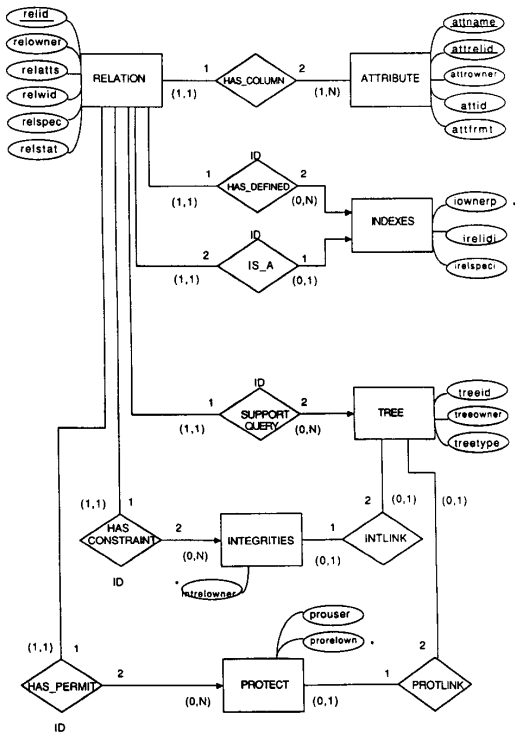 relid
relowner
relatts
relwid
relspec
relstat
RELATION
1
(1,1)
HAS_COLUMN
2
(1,N)
ATTRIBUTE
attname
attrelid
attrowner
attid
attfrmt
ID
1
(1,1)
HAS_DEFINED
2
(0,N)
INDEXES
iownerp
irelidi
irelspeci
ID
2
(1,1)
IS_A
1
(0,1)
ID
1
(1,1)
SUPPORT
QUERY
2
(0,N)
TREE
treeid
treeowner
treetype
(1,1)
1
HAS
CONSTRAINT
ID
2
(0,N)
INTEGRITIES
intrelowner
1
(0,1)
INTLINK
2
(0,1)
(0,1)
(1,1)
1
HAS_PERMIT
ID
2
(0,N)
PROTECT
prouser
prorelown
1
(0,1)
PROTLINK
2